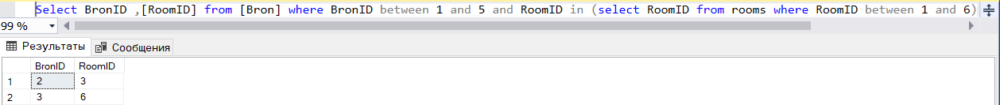 Select BronID ,[RoomID] from [Bron] where BronID between 1 and 5 and RoomID in (select RoomID from rooms where RoomID between 1 and 6)
99 %
Результаты Сообщения
BronID RoomID
1 2 3
2 3 6